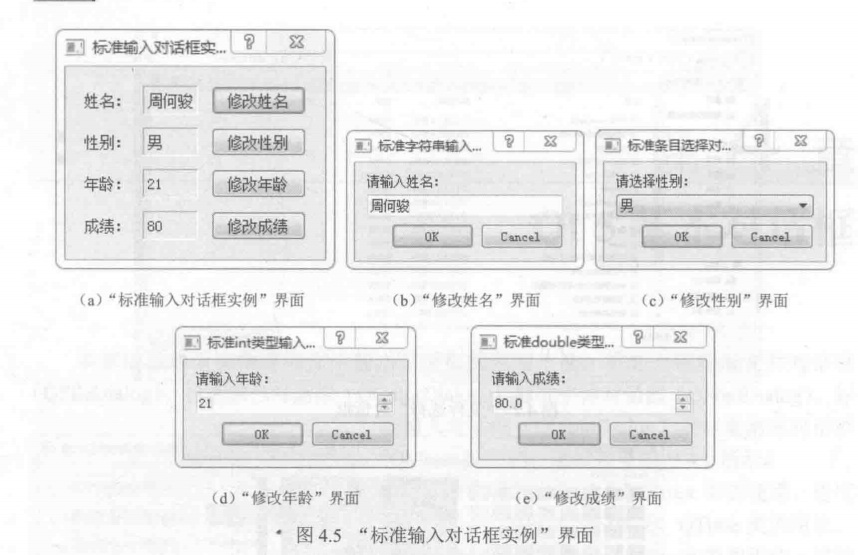 标准输入对话框实...
姓名： 周何骏 修改姓名
性别： 男 修改性别
年龄： 21 修改年龄
成绩： 80 修改成绩
标准字符串输入...
请输入姓名：
周何骏
OK Cancel
标准条目选择对...
请选择性别：
男
OK Cancel
(a)“标准输入对话框实例”界面
(b)“修改姓名”界面
(c)“修改性别”界面
标准int类型输入...
请输入年龄：
21
OK Cancel
标准double类型...
请输入成绩：
80.0
OK Cancel
(d)“修改年龄”界面
(e)“修改成绩”界面
图 4.5 “标准输入对话框实例”界面